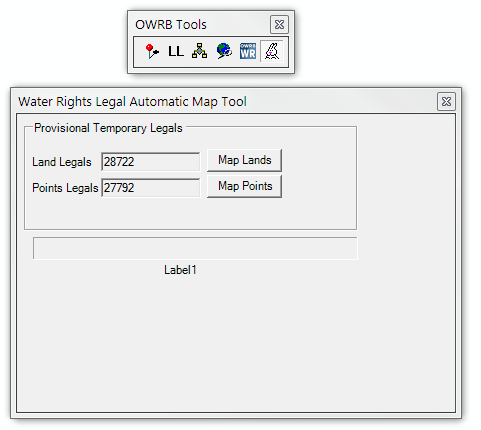 OWRB Tools
LL
OWRB
WR
Water Rights Legal Automatic Map Tool
Provisional Temporary Legals
Land Legals 28722 Map Lands
Points Legals 27792 Map Points
Label1